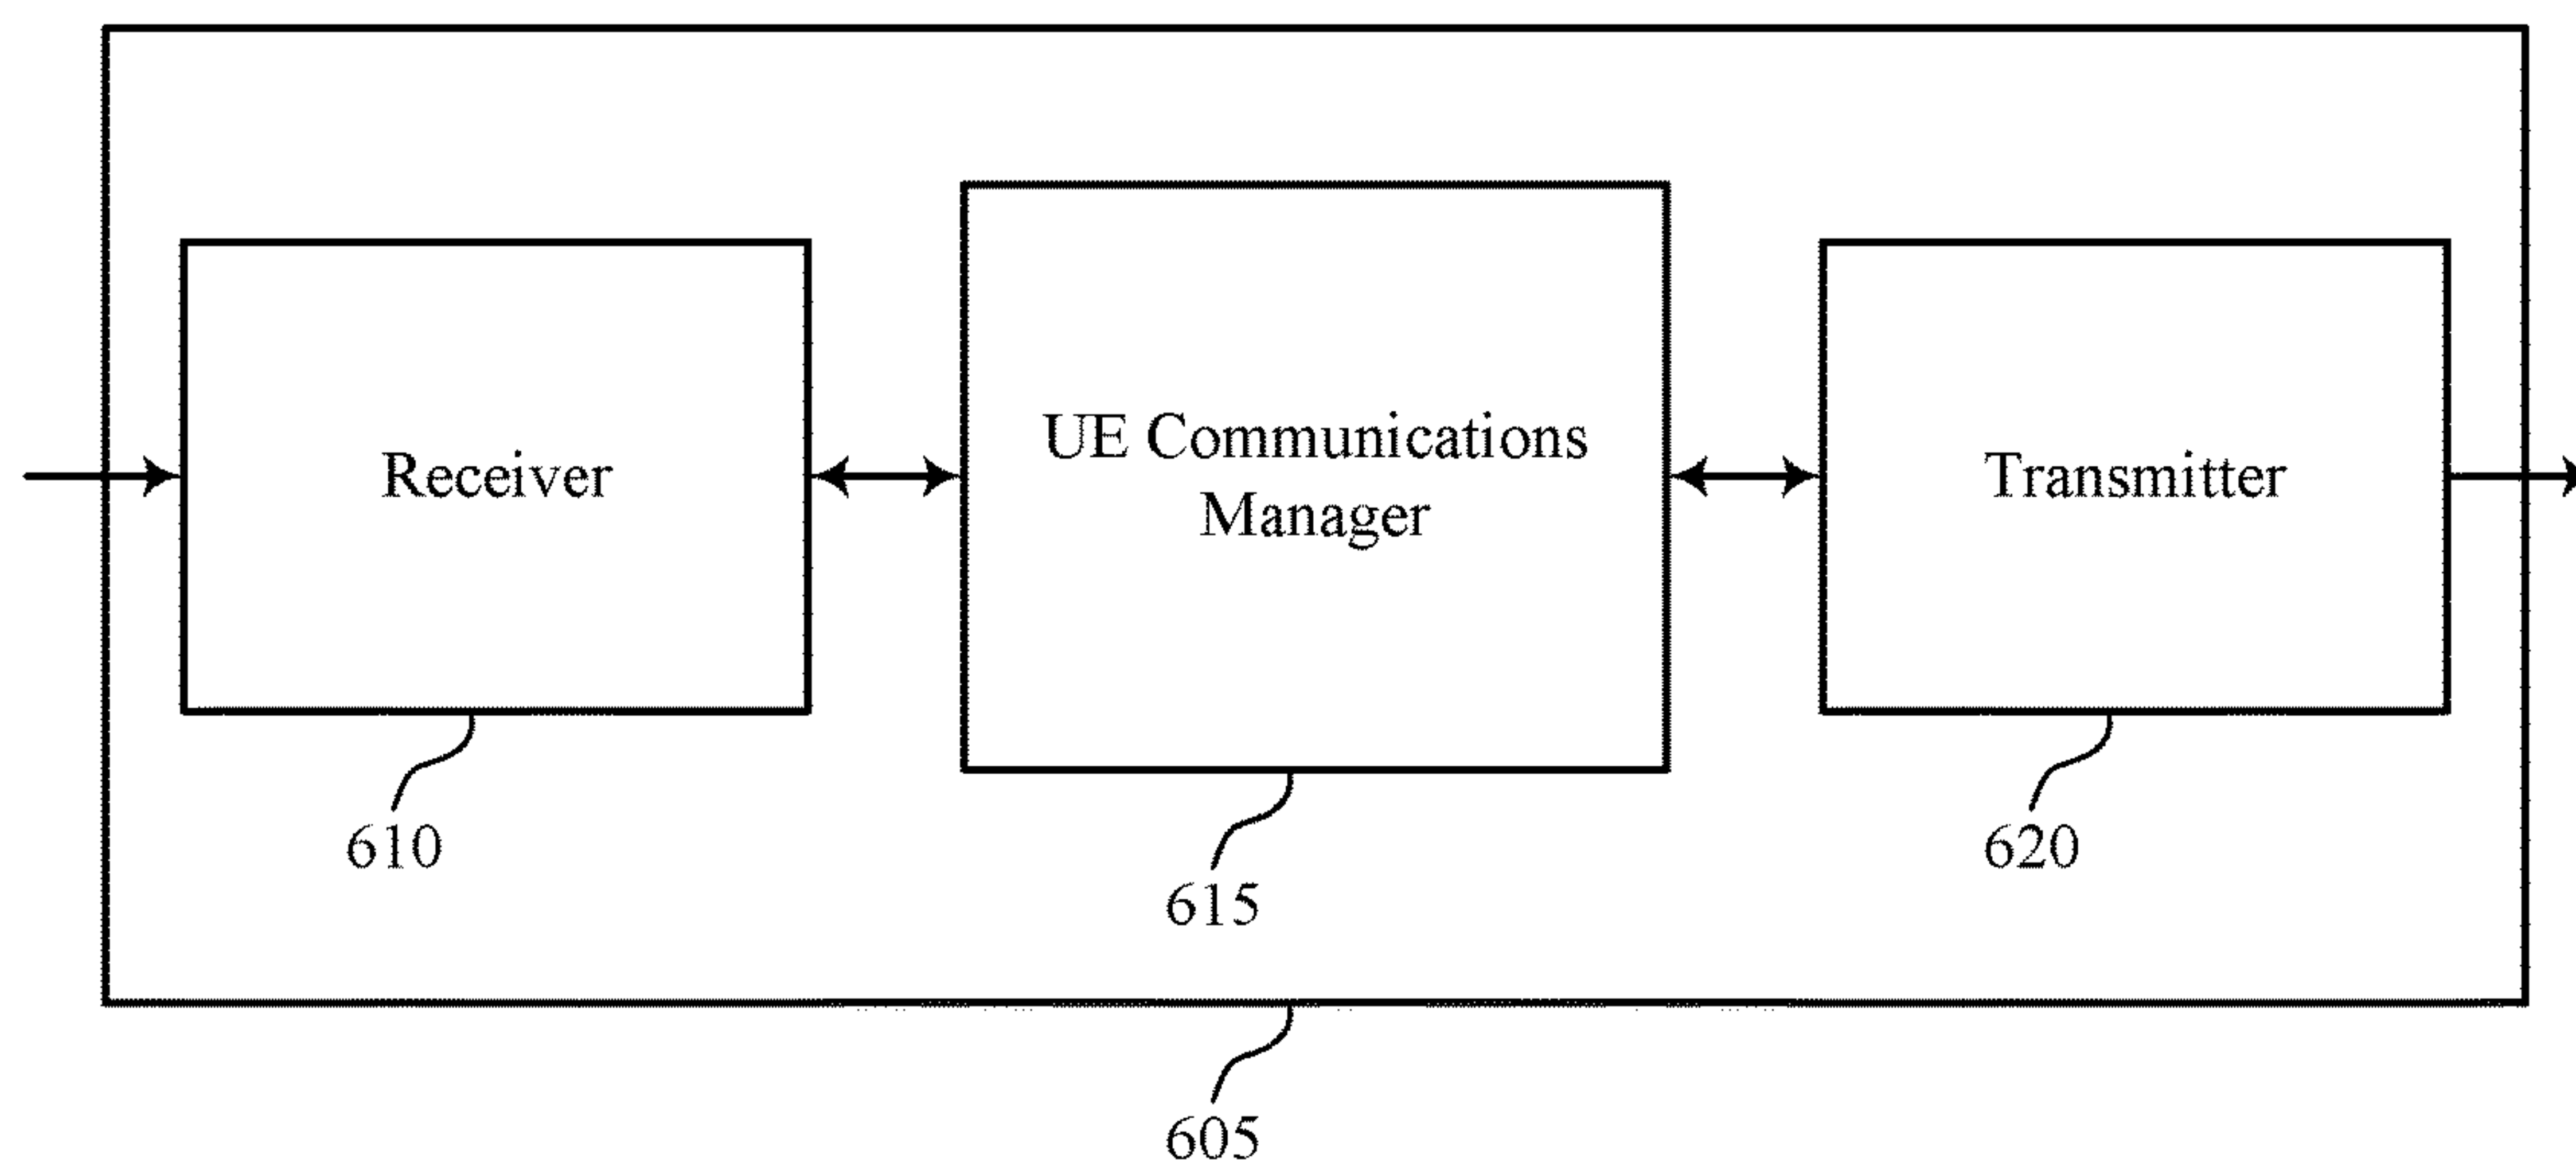 Receiver
UE Communications
Manager
Transmitter
610
615
620
605